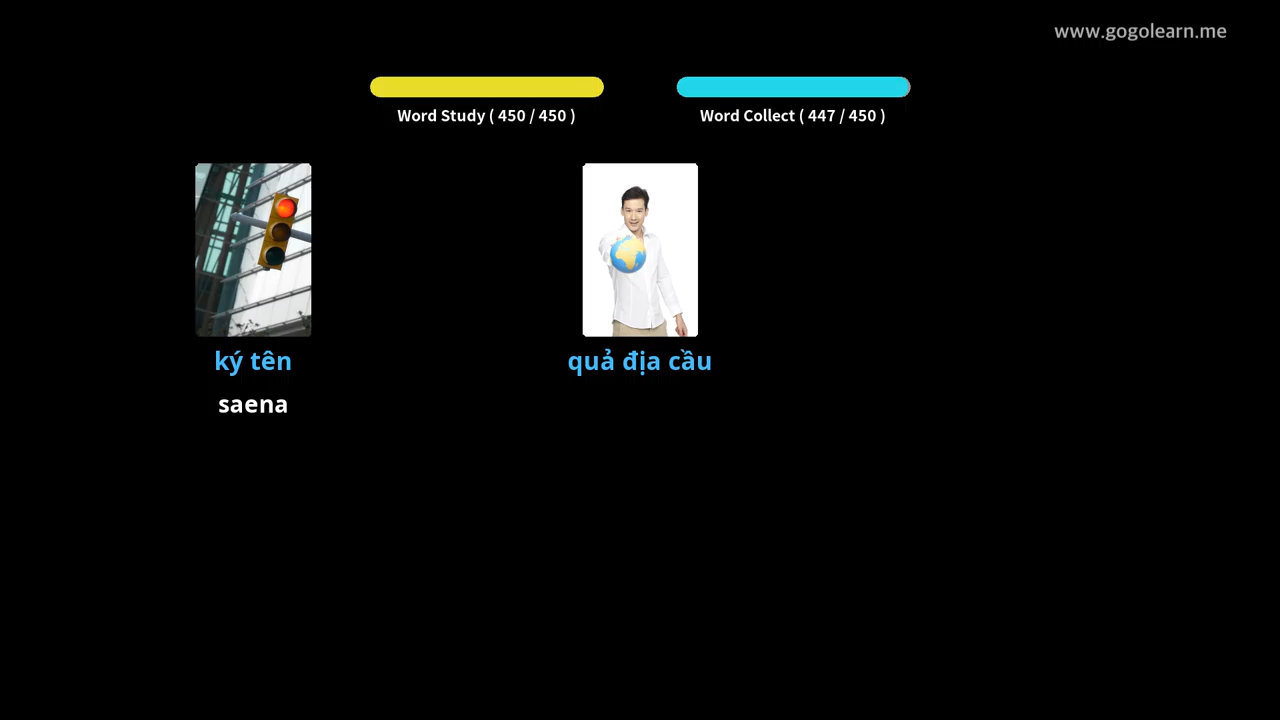 www.gogolearn.me
Word Study ( 450 / 450 )
Word Collect ( 447 / 450 )
ký tên
saena
quả địa cầu